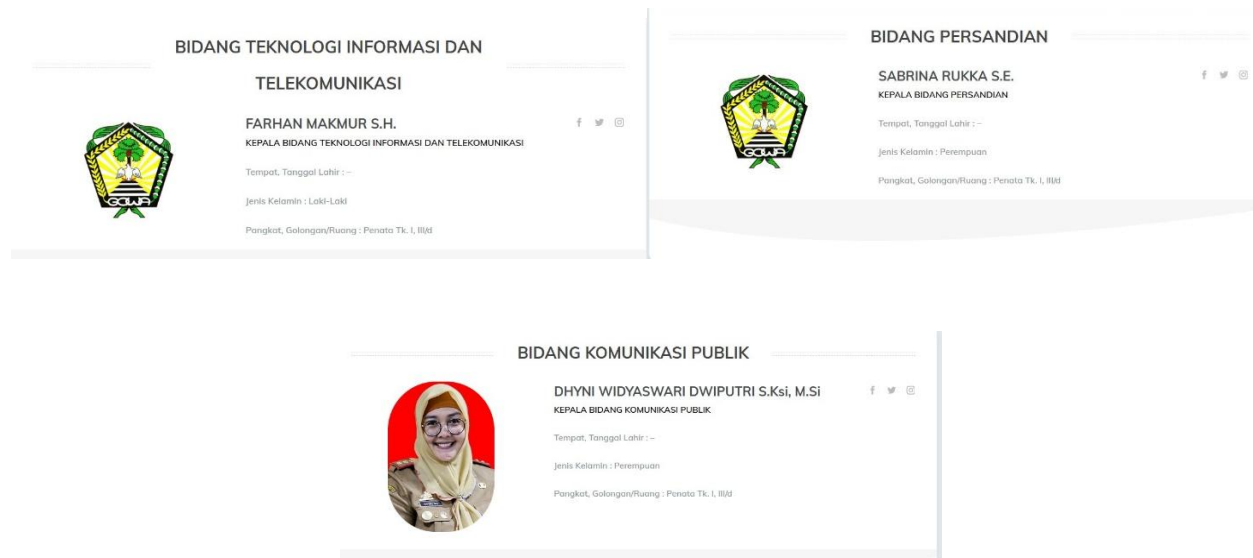 BIDANG TEKNOLOGI INFORMASI DAN
TELEKOMUNIKASI
FARHAN MAKMUR S.H.
KEPALA BIDANG TEKNOLOGI INFORMASI DAN TELEKOMUNIKASI
Tempat, Tanggal Lahir : –
Jenis Kelamin : Laki-Laki
Pangkat, Golongan/Ruang : Penata Tk. I, III/d
GOWA
BIDANG PERSANDIAN
SABRINA RUKKA S.E.
KEPALA BIDANG PERSANDIAN
Tempat, Tanggal Lahir : –
Jenis Kelamin : Perempuan
Pangkat, Golongan/Ruang : Penata Tk. I, III/d
GOWA
BIDANG KOMUNIKASI PUBLIK
DHYNI WIDYASWARI DWIPUTRI S.Ksi, M.Si
KEPALA BIDANG KOMUNIKASI PUBLIK
Tempat, Tanggal Lahir : –
Jenis Kelamin : Perempuan
Pangkat, Golongan/Ruang : Penata Tk. I, III/d